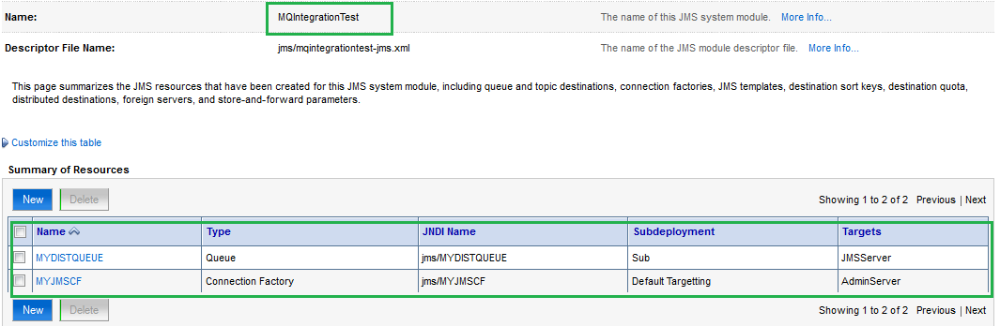 Name: MQIntegrationTest The name of this JMS system module. More Info...
Descriptor File Name: jms/mqintegrationtest-jms.xml The name of the JMS module descriptor file. More Info...
This page summarizes the JMS resources that have been created for this JMS system module, including queue and topic destinations, connection factories, JMS templates, destination sort keys, destination quota,
distributed destinations, foreign servers, and store-and-forward parameters.
Customize this table
Summary of Resources
New Delete Showing 1 to 2 of 2 Previous | Next
Name Type JNDI Name Subdeployment Targets
MYDISTQUEUE Queue jms/MYDISTQUEUE Sub JMSServer
MYJMSCF Connection Factory jms/MYJMSCF Default Targetting AdminServer
New Delete Showing 1 to 2 of 2 Previous | Next